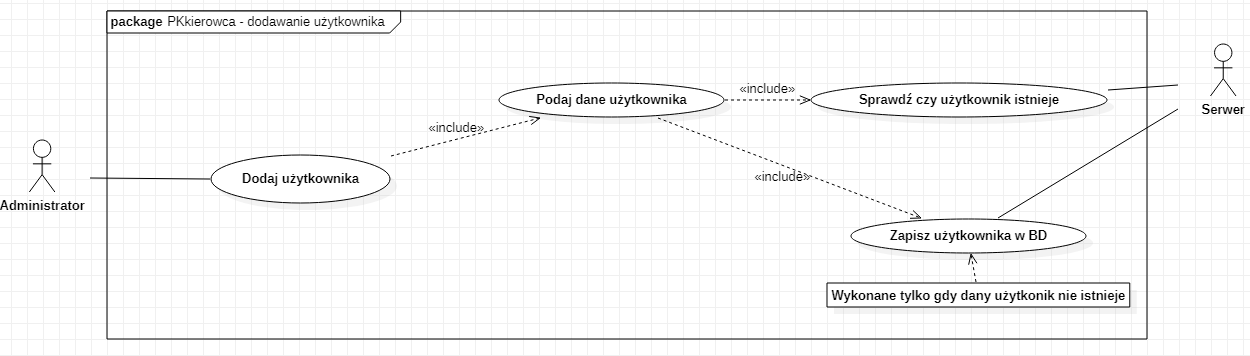 package PKkierowca - dodawanie użytkownika
Podaj dane użytkownika
«include»
Sprawdź czy użytkownik istnieje
Serwer
«include»
Dodaj użytkownika
Administrator
«include»
Zapisz użytkownika w BD
Wykonane tylko gdy dany użytkonik nie istnieje